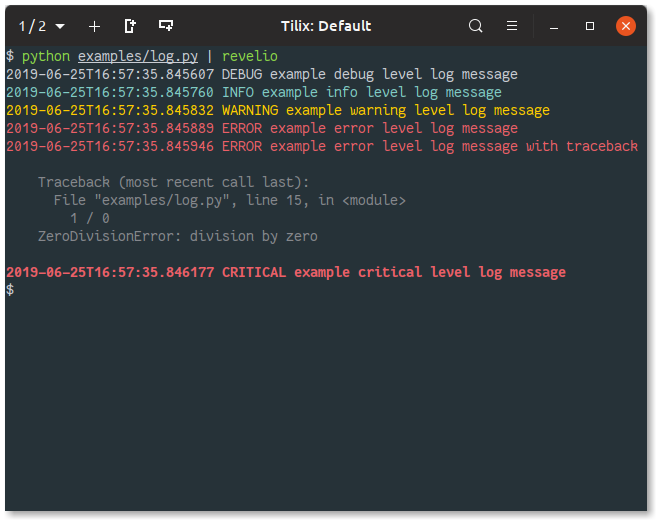 1 / 2 Tilix: Default
$ python examples/log.py | revelio
2019-06-25T16:57:35.845607 DEBUG example debug level log message
2019-06-25T16:57:35.845760 INFO example info level log message
2019-06-25T16:57:35.845832 WARNING example warning level log message
2019-06-25T16:57:35.845889 ERROR example error level log message
2019-06-25T16:57:35.845946 ERROR example error level log message with traceback
Traceback (most recent call last):
File "examples/log.py", line 15, in <module>
1 / 0
ZeroDivisionError: division by zero
2019-06-25T16:57:35.846177 CRITICAL example critical level log message
$